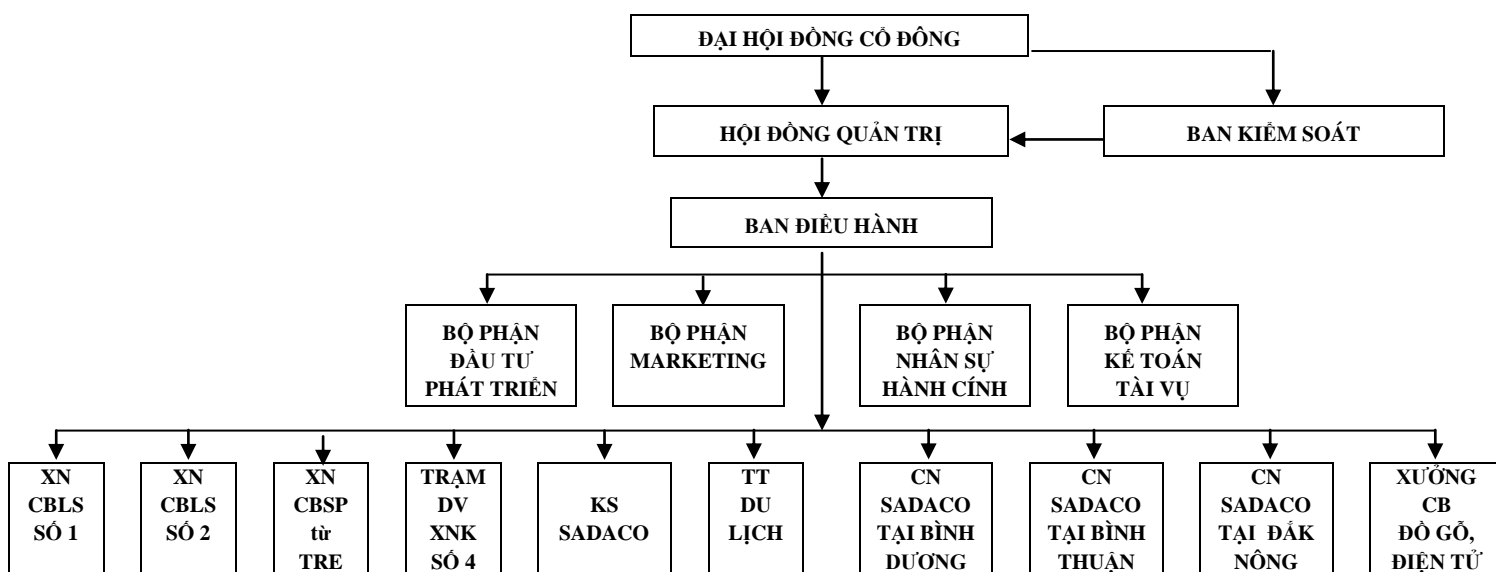 ĐẠI HỘI ĐỒNG CỔ ĐÔNG
HỘI ĐỒNG QUẢN TRỊ
BAN KIỂM SOÁT
BAN ĐIỀU HÀNH
BỘ PHẬN
ĐẦU TƯ
PHÁT TRIỂN
BỘ PHẬN
MARKETING
BỘ PHẬN
NHÂN SỰ
HÀNH CÍNH
BỘ PHẬN
KẾ TOÁN
TÀI VỤ
XN
CBLS
SỐ 1
XN
CBLS
SỐ 2
XN
CBSP
từ
TRE
TRẠM
DV
XNK
SỐ 4
KS
SADACO
TT
DU
LỊCH
CN
SADACO
TẠI BÌNH
DƯƠNG
CN
SADACO
TẠI BÌNH
THUẬN
CN
SADACO
TẠI ĐẮK
NÔNG
XƯỞNG
CB
ĐỒ GỖ,
ĐIỆN TỬ